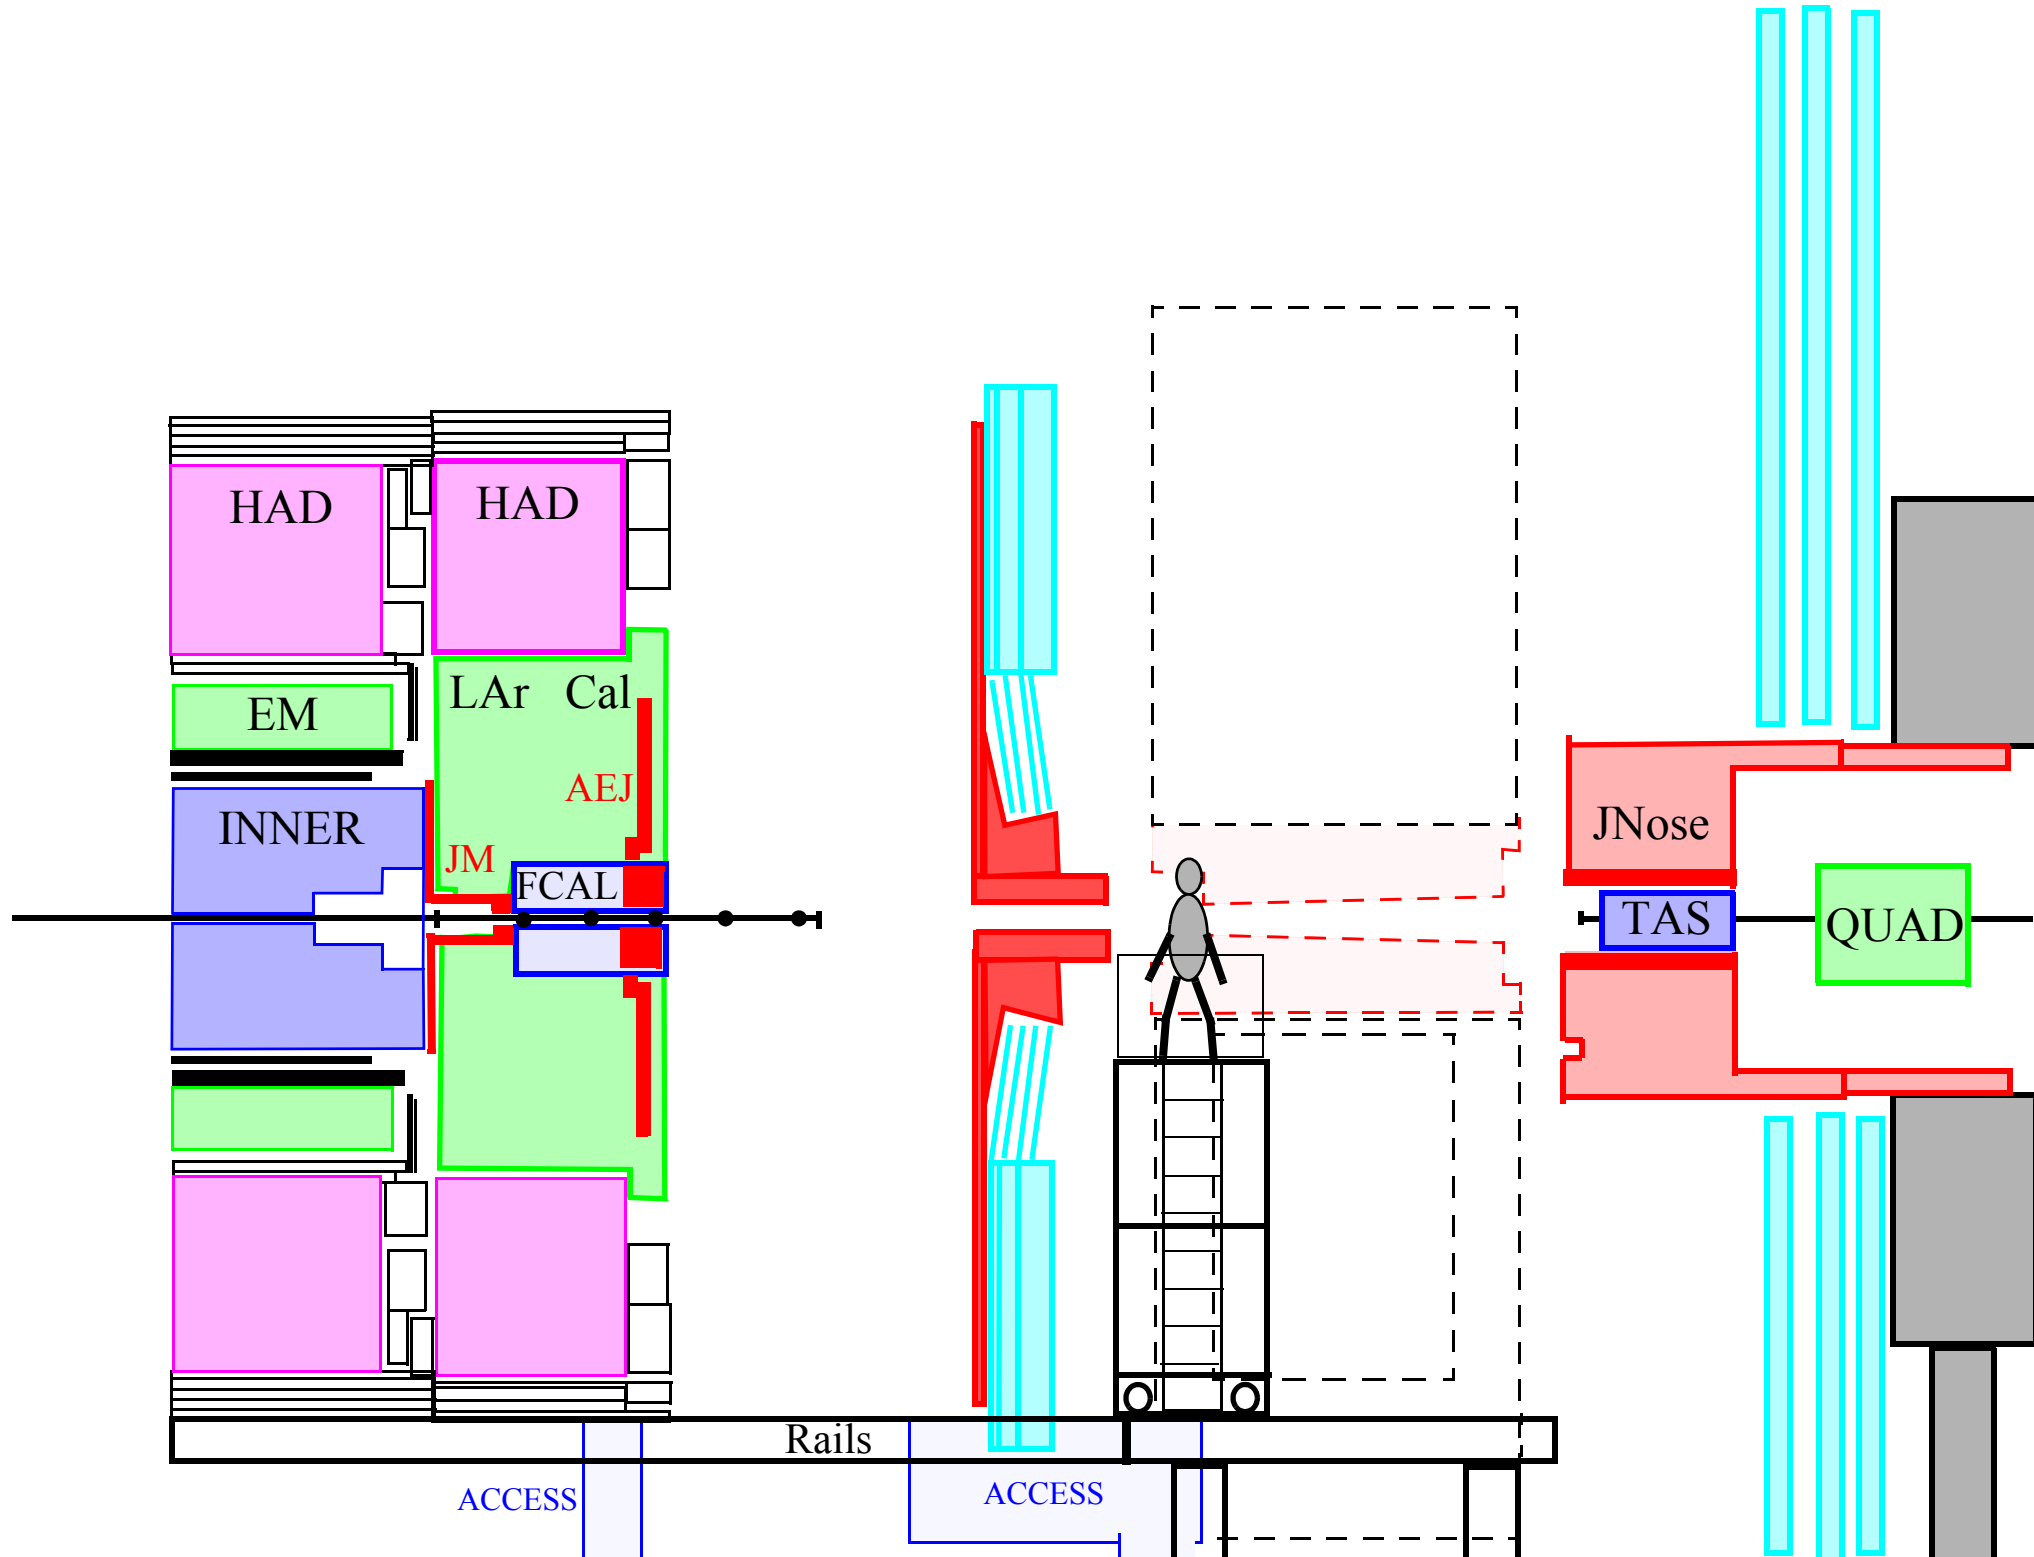 HAD HAD
LAr Cal
EM
AEJ
INNER
JNose
JM
FCAL
TAS
QUAD
Rails
ACCESS
ACCESS